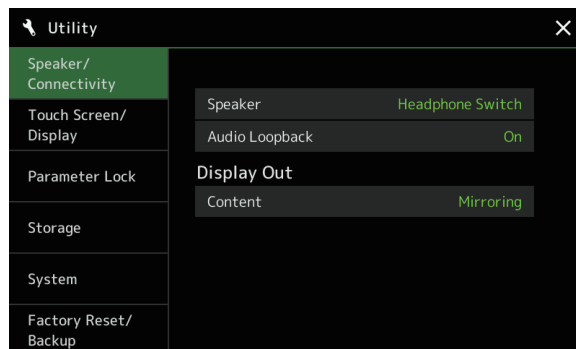 Utility
Speaker/
Connectivity
Touch Screen/
Display
Parameter Lock
Storage
System
Factory Reset/
Backup
Speaker Headphone Switch
Audio Loopback On
Display Out
Content Mirroring